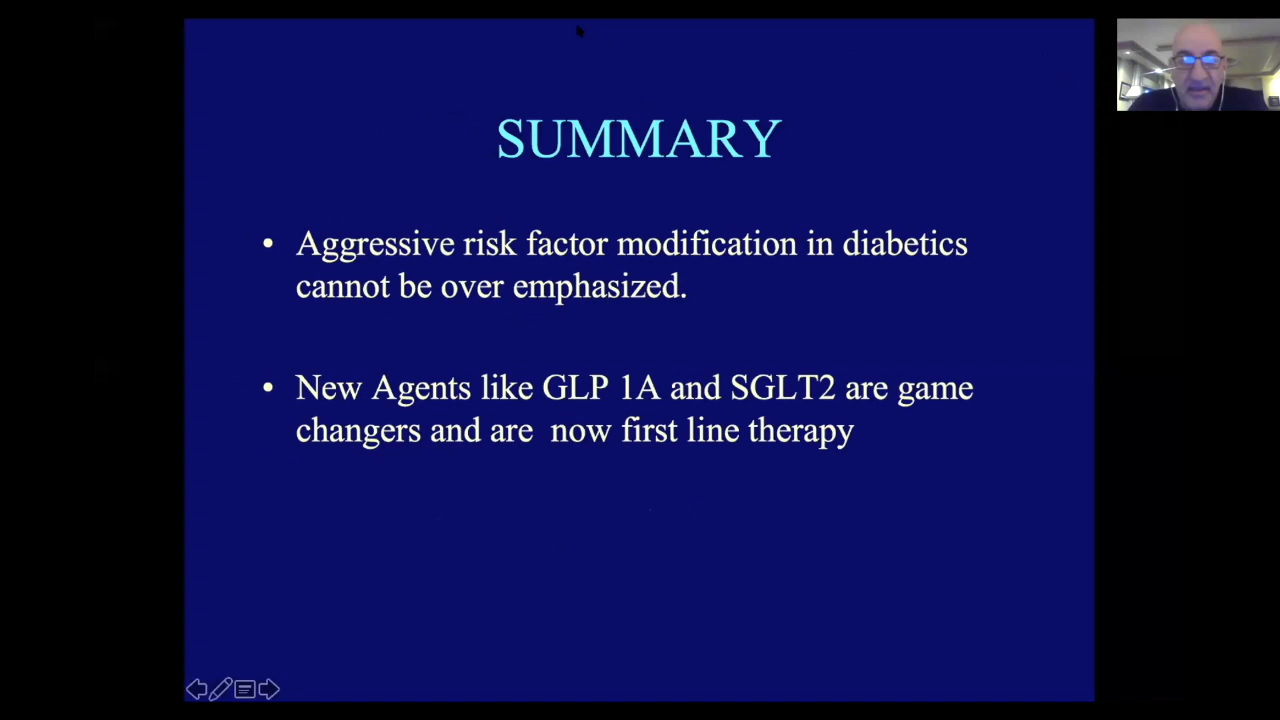 SUMMARY
• Aggressive risk factor modification in diabetics
cannot be over emphasized.
• New Agents like GLP 1A and SGLT2 are game
changers and are  now first line therapy